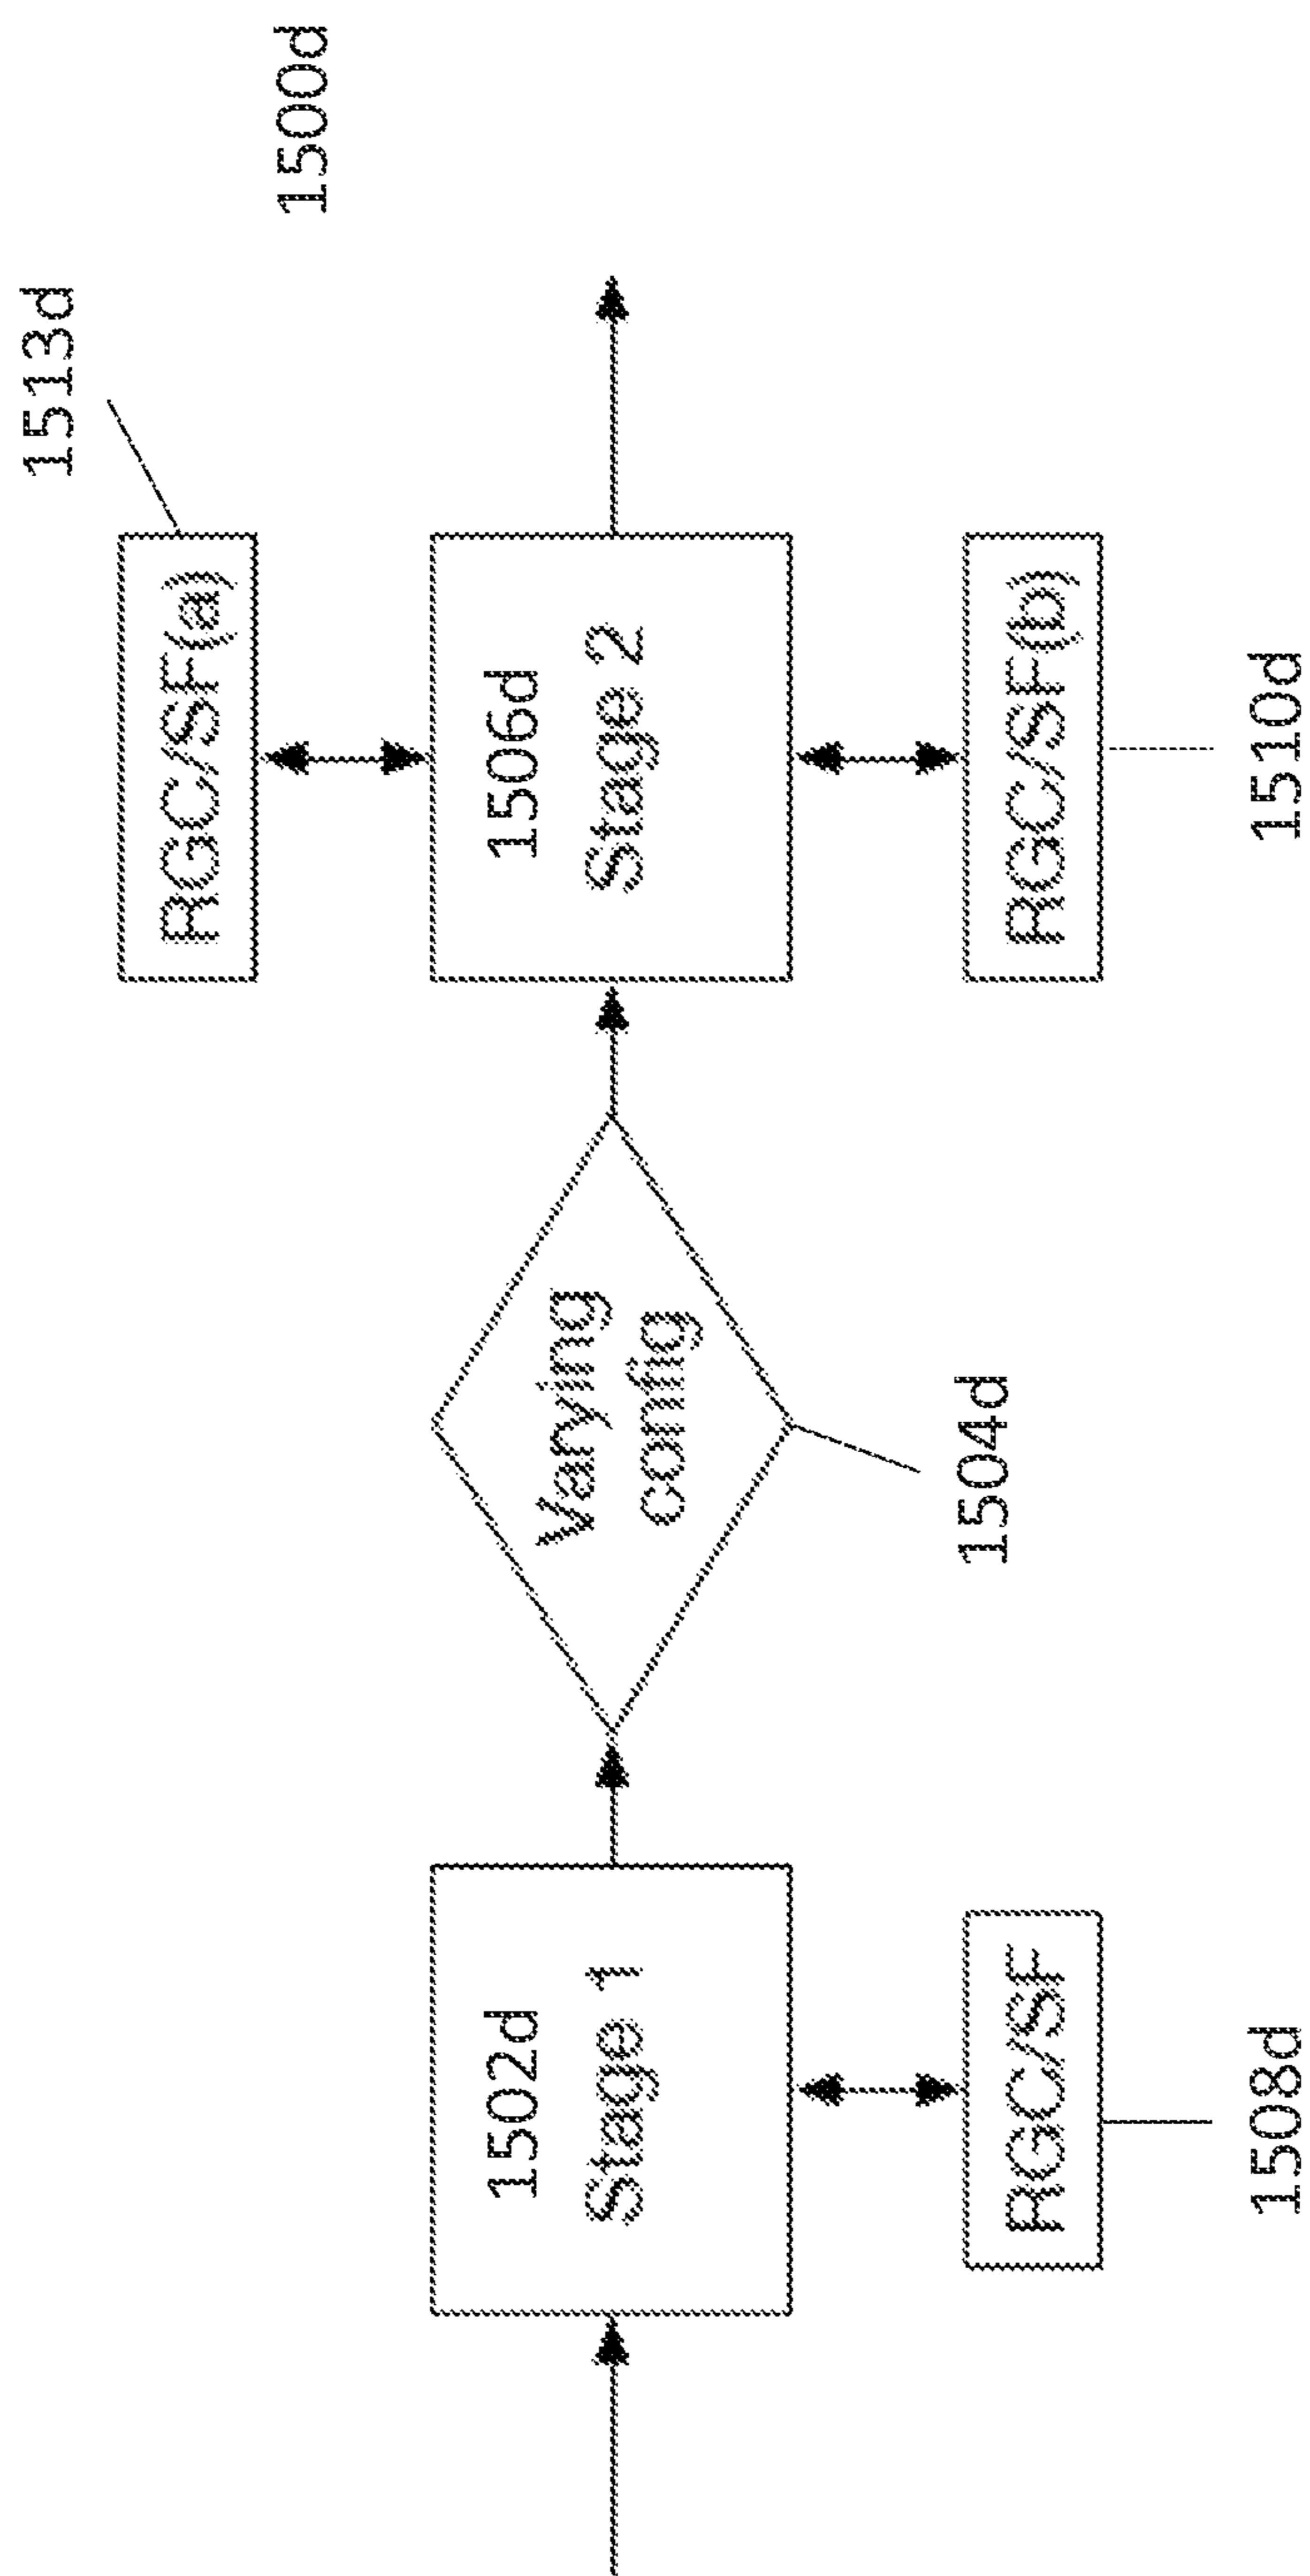 1500d
1513d
RGC/SF(a)
1502d
Stage 1
Varying
config
1506d
Stage 2
1504d
RGC/SF
RGC/SF(b)
1508d
1510d